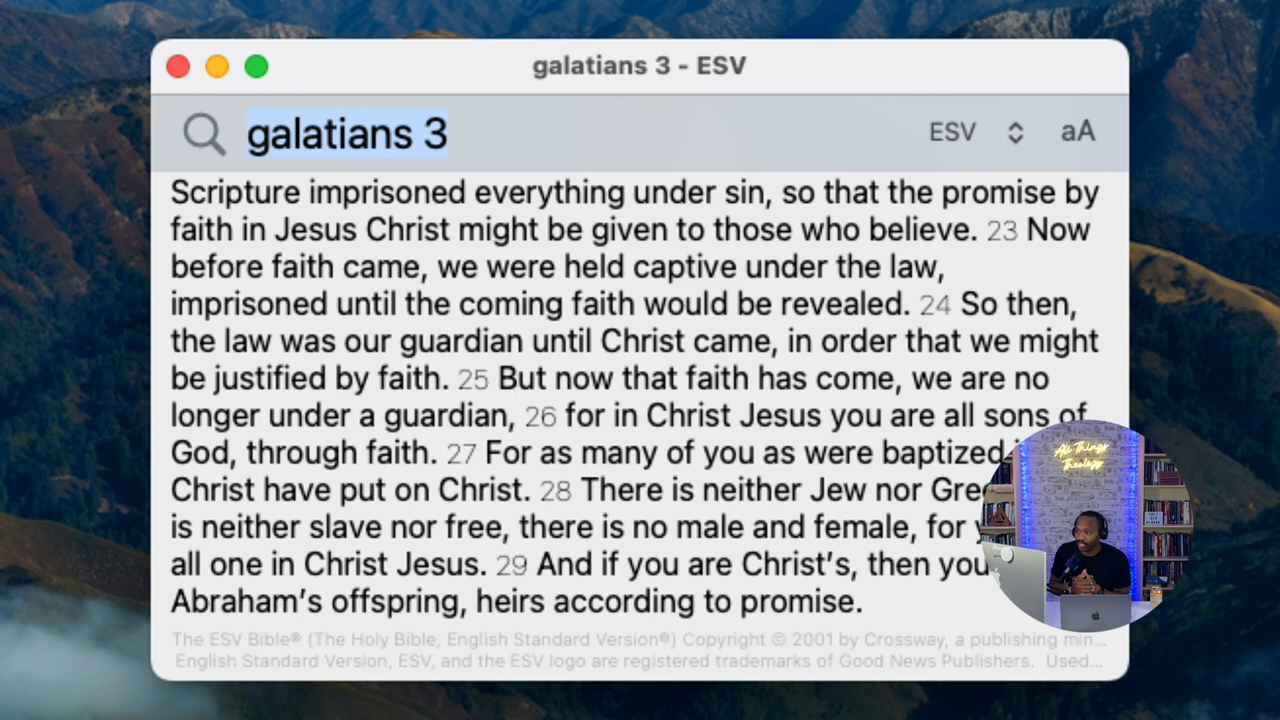 galatians 3 - ESV
galatians 3
ESV
aA
Scripture imprisoned everything under sin, so that the promise by
faith in Jesus Christ might be given to those who believe. 23 Now
before faith came, we were held captive under the law,
imprisoned until the coming faith would be revealed. 24 So then,
the law was our guardian until Christ came, in order that we might
be justified by faith. 25 But now that faith has come, we are no
longer under a guardian, 26 for in Christ Jesus you are all sons of
God, through faith. 27 For as many of you as were baptized
Christ have put on Christ. 28 There is neither Jew nor Gre
is neither slave nor free, there is no male and female, for
all one in Christ Jesus. 29 And if you are Christ's, then you
Abraham's offspring, heirs according to promise.
The ESV Bible® (The Holy Bible, English Standard Version®) Copyright © 2001 by Crossway, a publishing min...
English Standard Version, ESV, and the ESV logo are registered trademarks of Good News Publishers. Used...
All Things
Theology